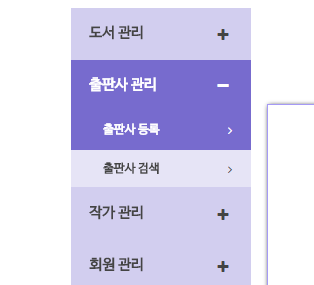 도서 관리
출판사 관리
출판사 등록
출판사 검색
작가 관리
회원 관리